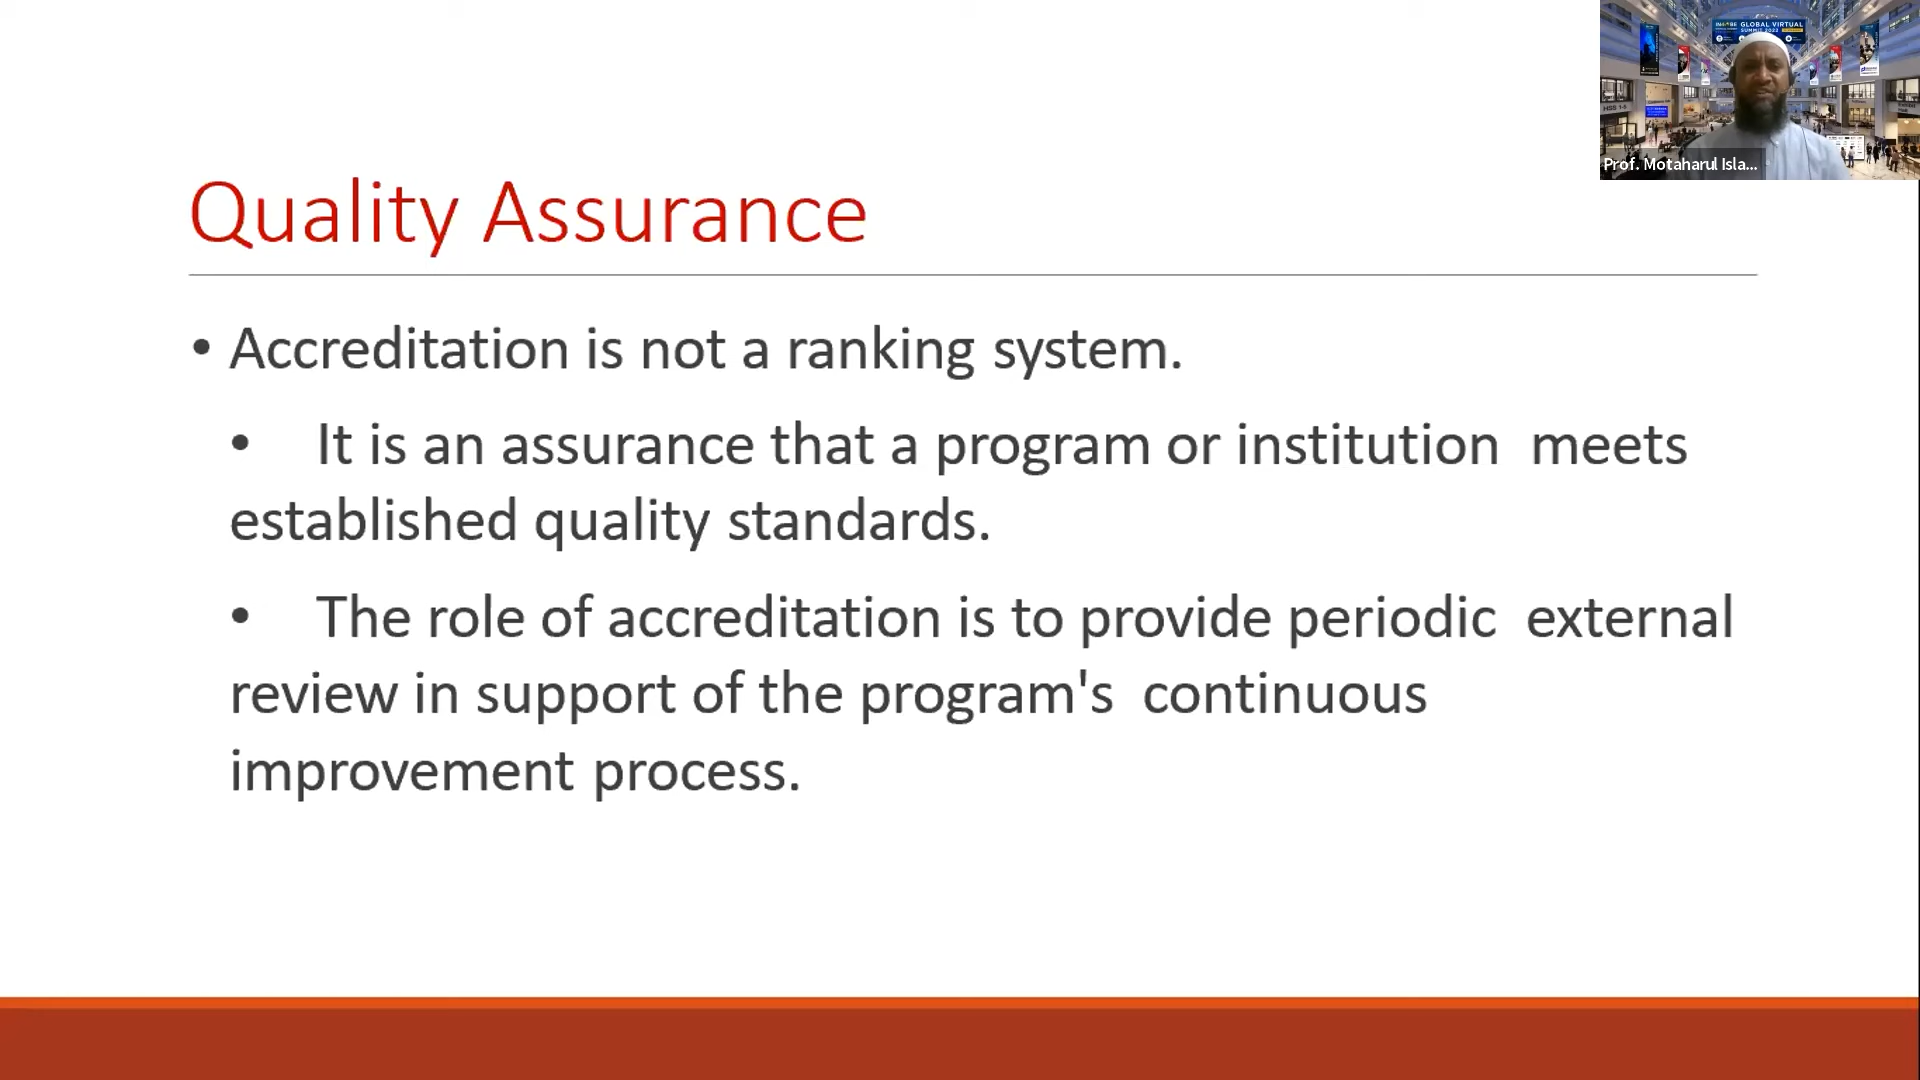 GLOBAL VIRTUAL
SUMMIT 2022
Prof. Motaharul Isla...
Quality Assurance
• Accreditation is not a ranking system.
• It is an assurance that a program or institution meets
established quality standards.
• The role of accreditation is to provide periodic external
review in support of the program's continuous
improvement process.